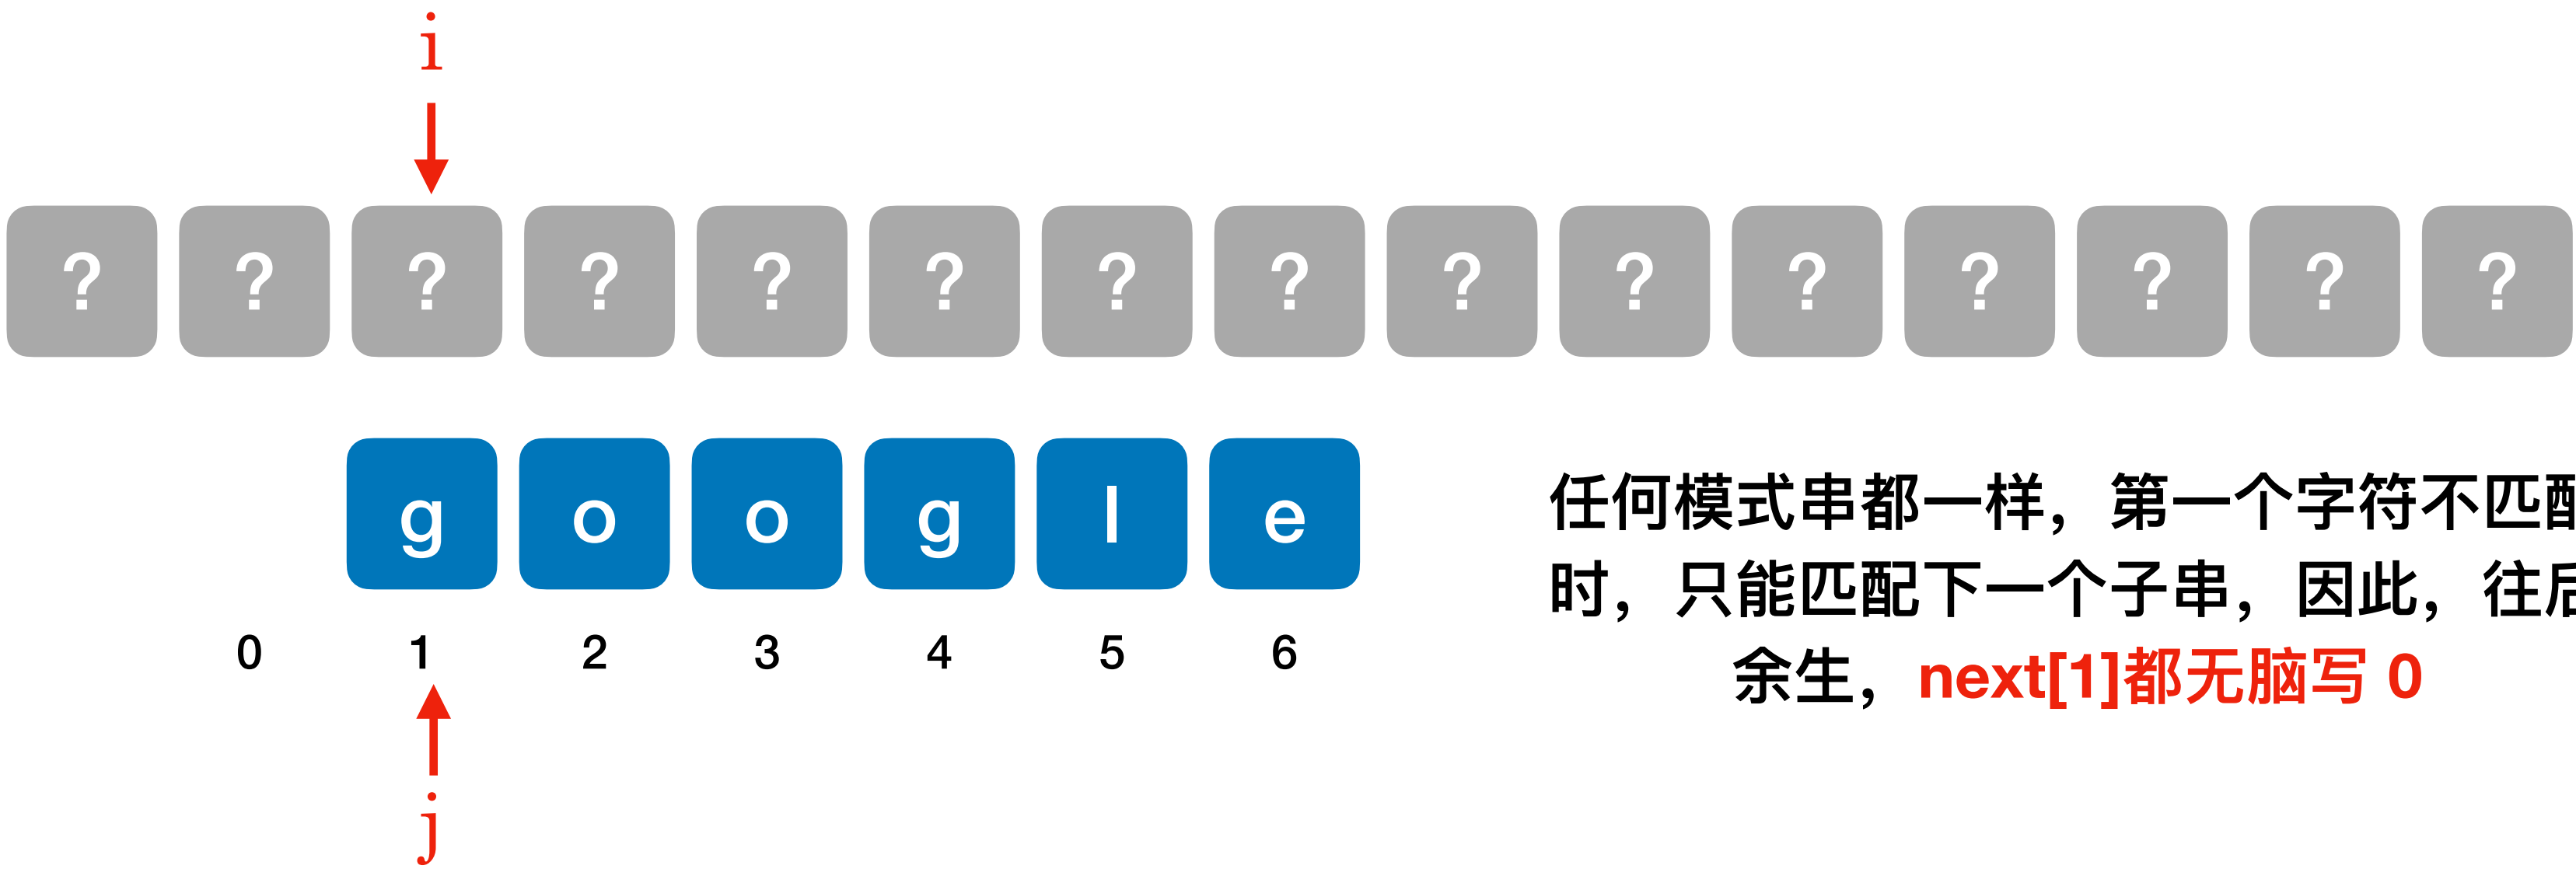 i
? ? ? ? ? ? ? ? ? ? ? ? ? ? ?
g o o g l e
0 1 2 3 4 5 6
j
任何模式串都一样，第一个字符不匹配
时，只能匹配下一个子串，因此，往后
余生，next[1]都无脑写 0